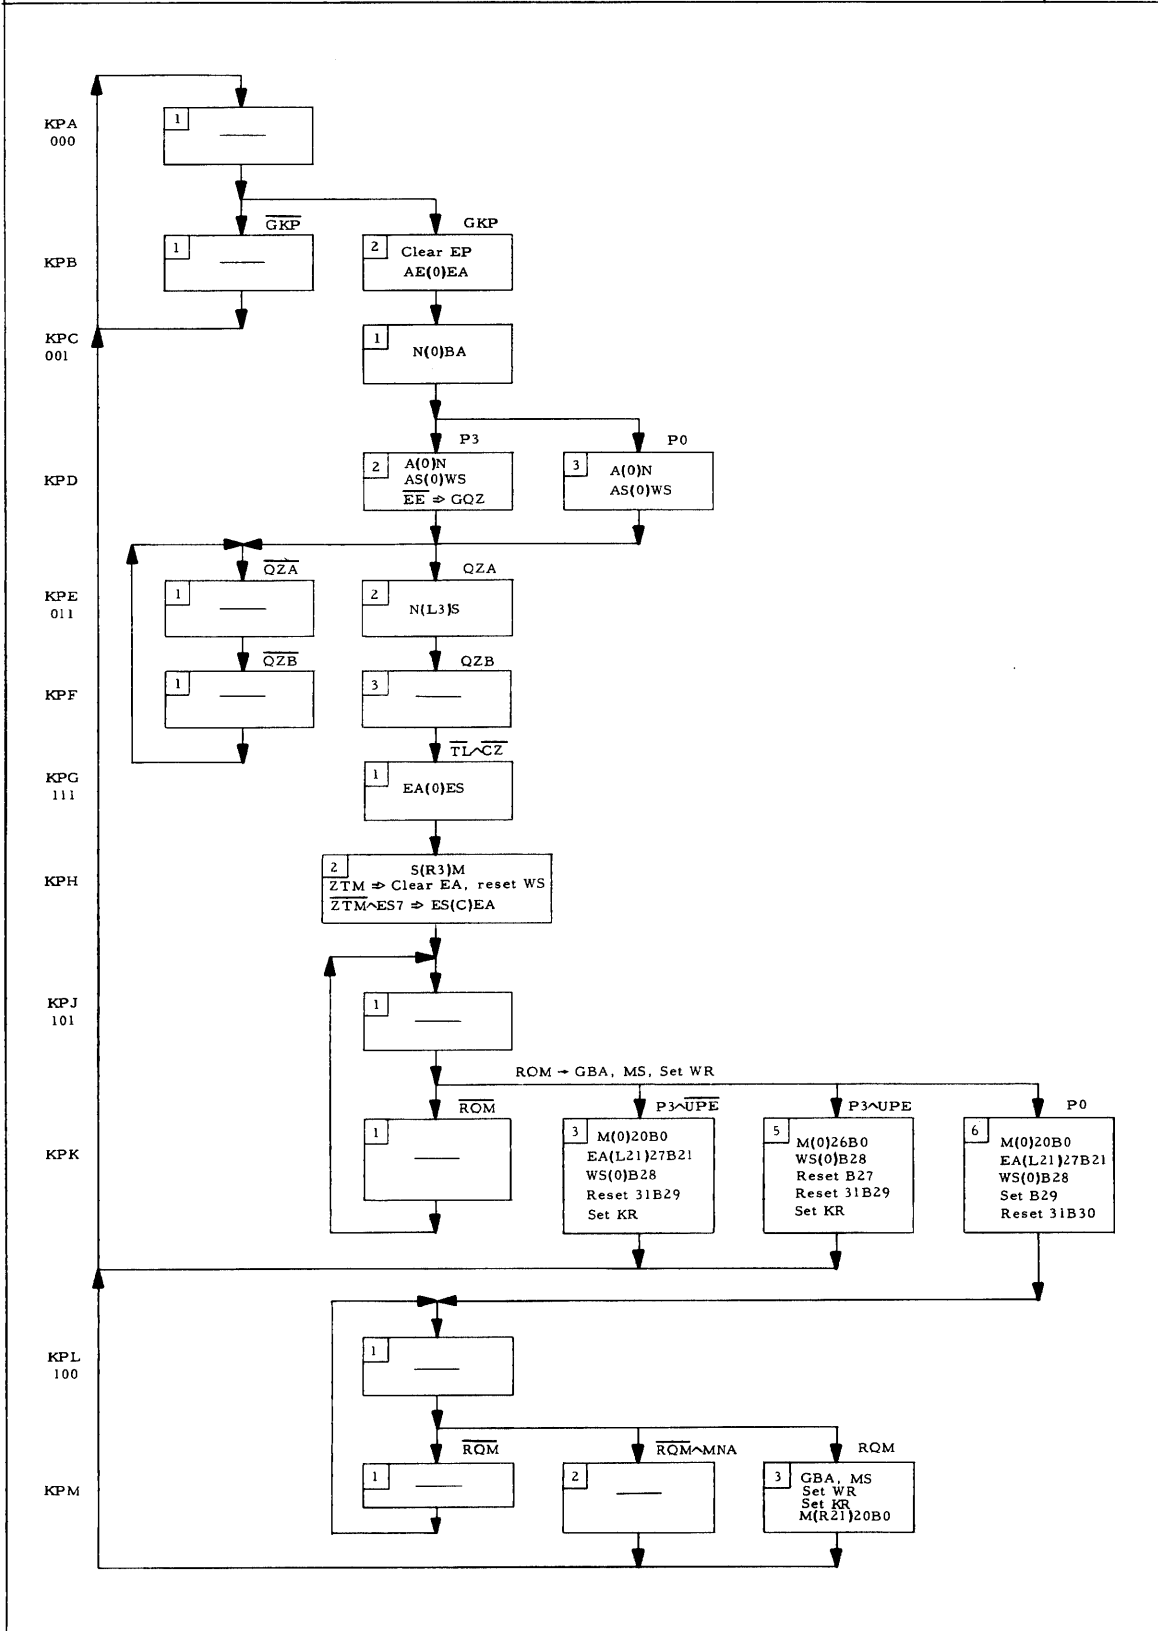 KPA
000
1
GKP
GKP
KPB
1
2
Clear EP
AE(0)EA
KPC
001
1
N(0)BA
P3
P0
KPD
2
A(0)N
AS(0)WS
EE ⇒ GQZ
3
A(0)N
AS(0)WS
QZA
QZA
KPE
011
1
2
N(L3)S
QZB
QZB
KPF
1
3
TL^CZ
KPG
111
1
EA(0)ES
KPH
2
S(R3)M
ZTM ⇒ Clear EA, reset WS
ZTM^ES7 ⇒ ES(C)EA
KPJ
101
1
RQM → GBA, MS, Set WR
RQM
P3^UPE
P3^UPE
P0
KPK
1
3
M(0)20B0
EA(L21)27B21
WS(0)B28
Reset 31B29
Set KR
5
M(0)26B0
WS(0)B28
Reset B27
Reset 31B29
Set KR
6
M(0)20B0
EA(L21)27B21
WS(0)B28
Set B29
Reset 31B30
KPL
100
1
RQM
RQM^MNA
RQM
KPM
1
2
3
GBA, MS
Set WR
Set KR
M(R21)20B0